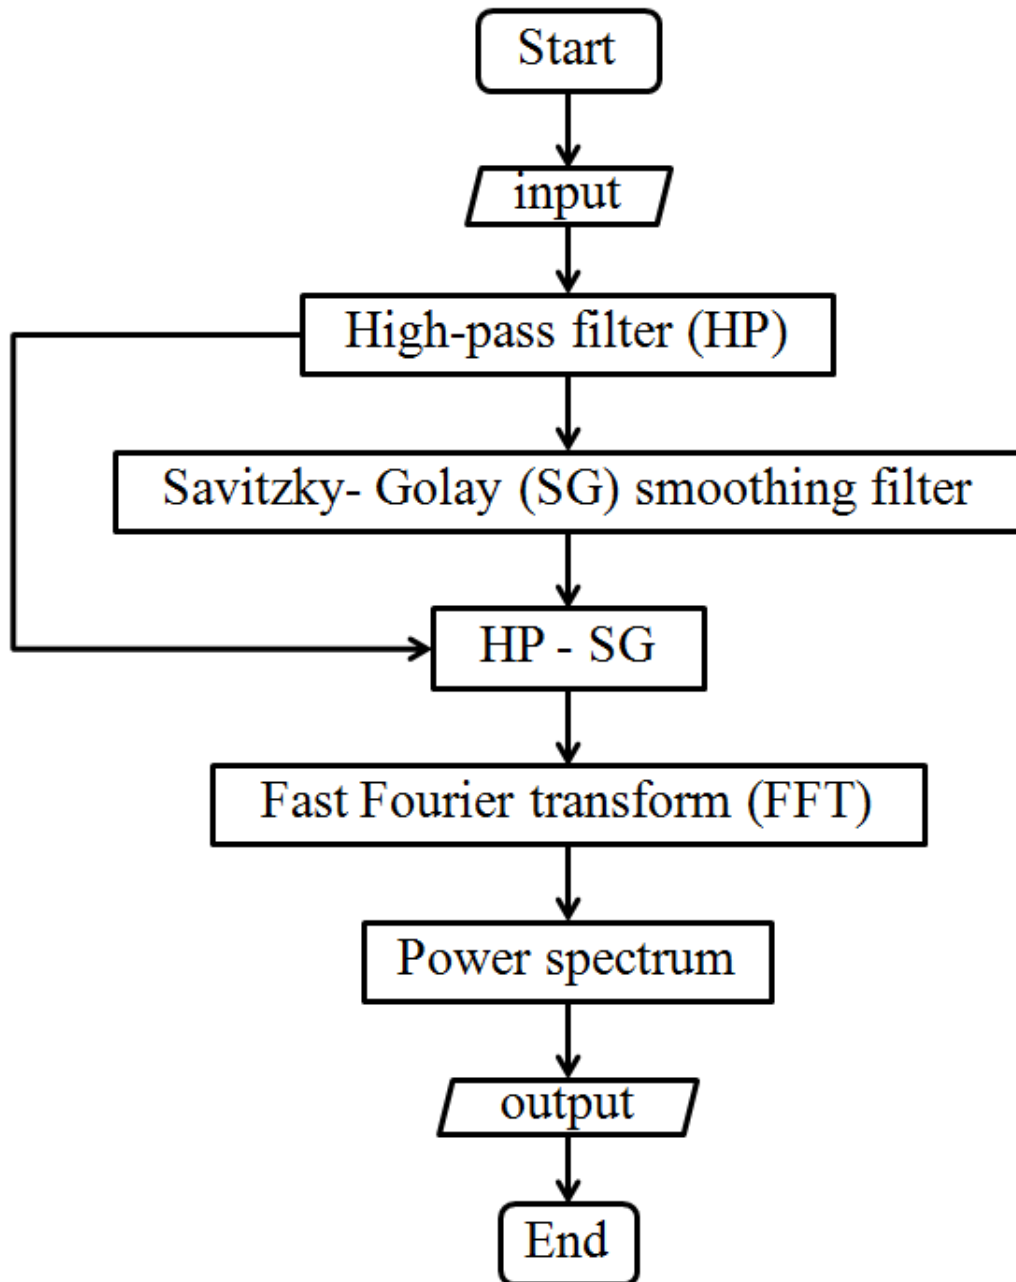 Start
input
High-pass filter (HP)
Savitzky- Golay (SG) smoothing filter
HP - SG
Fast Fourier transform (FFT)
Power spectrum
output
End